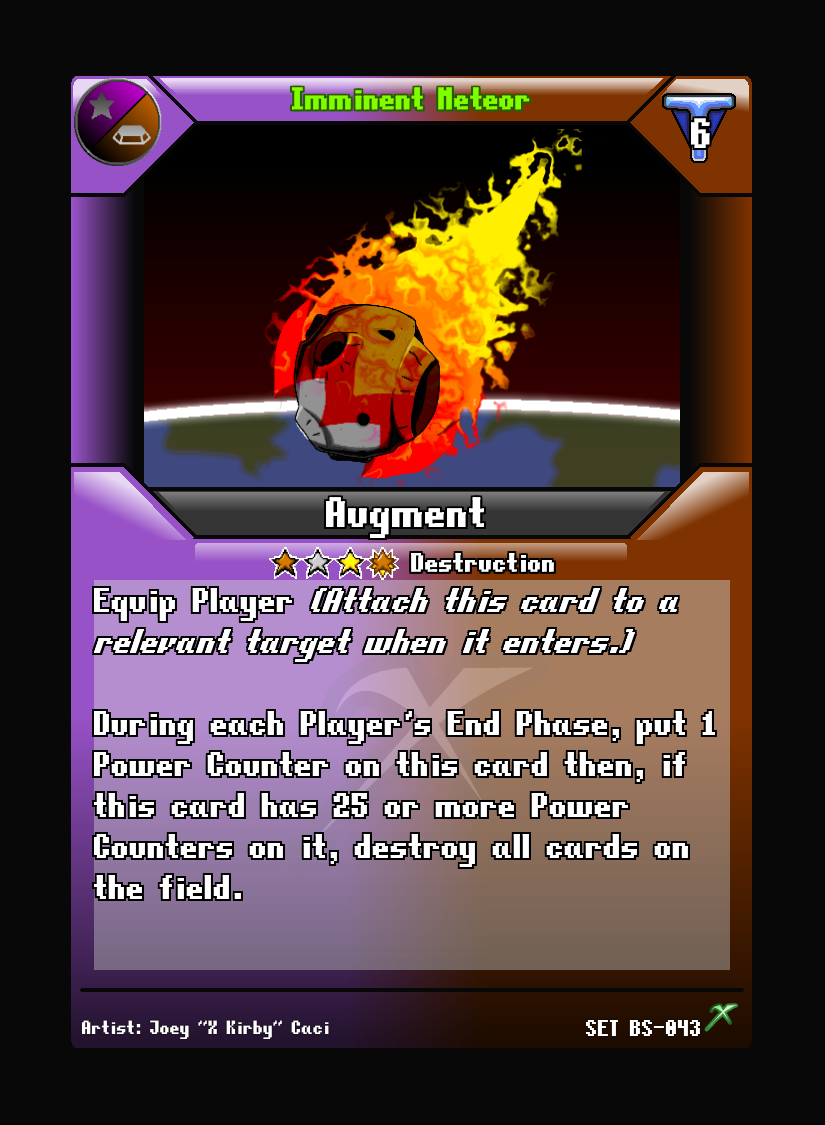 Imminent Meteor
6
Augment
Destruction
Equip Player (Attach this card to a
relevant target when it enters.)
During each Player's End Phase, put 1
Power Counter on this card then, if
this card has 25 or more Power
Counters on it, destroy all cards on
the field.
Artist: Joey "X Kirby" Caci
SET BS-043